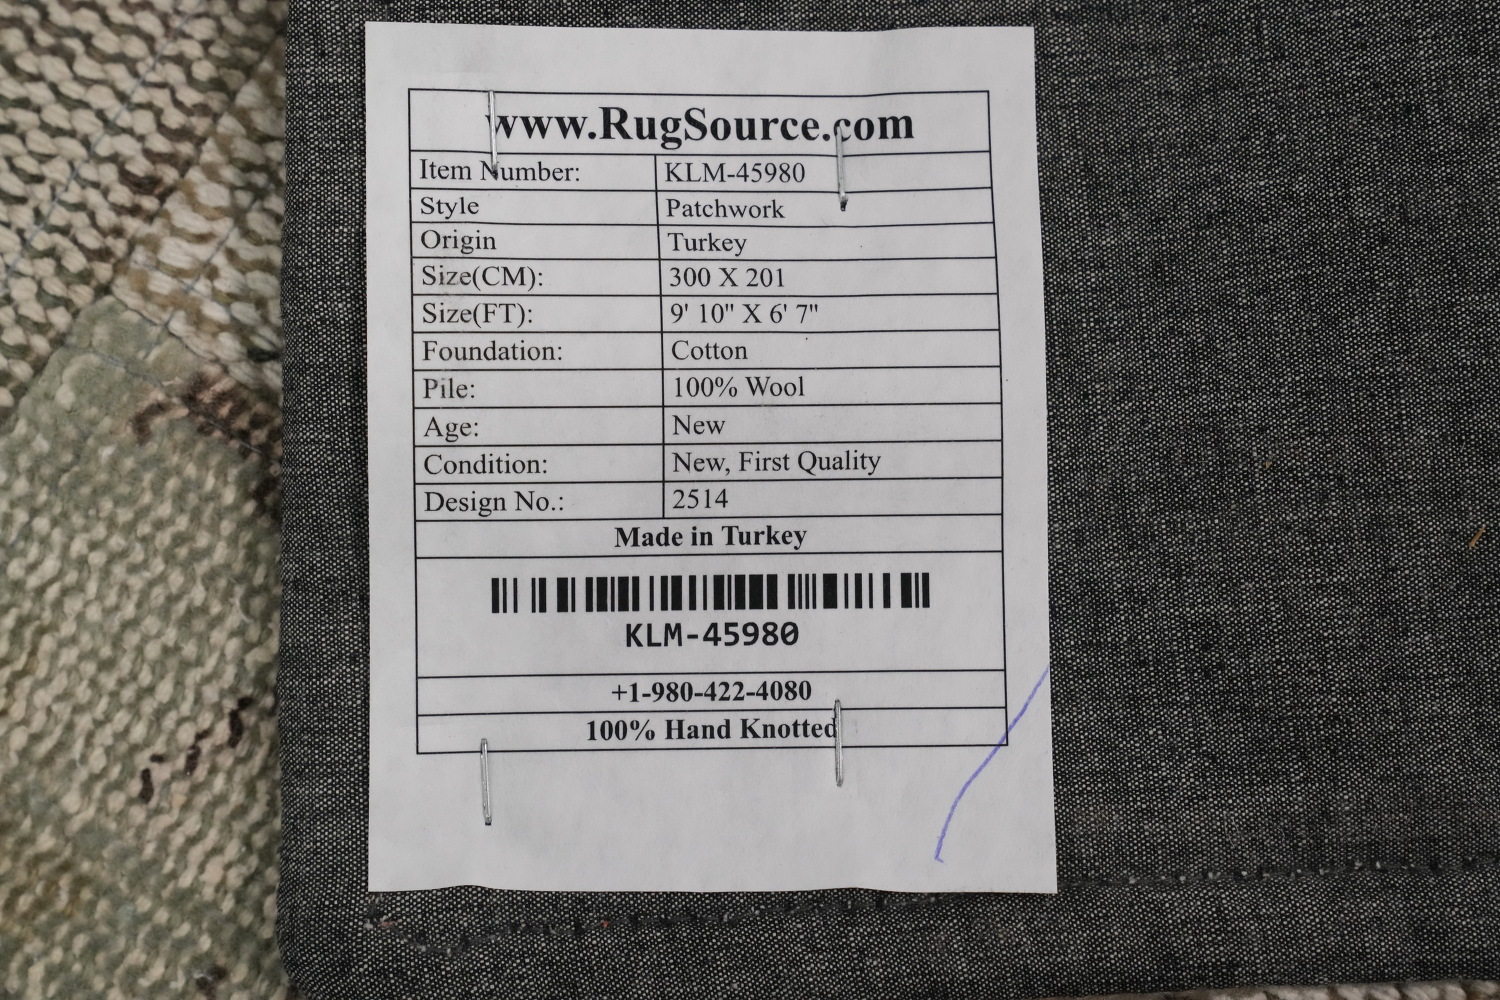 www.RugSource.com
Item Number: KLM-45980
Style Patchwork
Origin Turkey
Size(CM): 300 X 201
Size(FT): 9' 10" X 6' 7"
Foundation: Cotton
Pile: 100% Wool
Age: New
Condition: New, First Quality
Design No.: 2514
Made in Turkey
KLM-45980
+1-980-422-4080
100% Hand Knotted